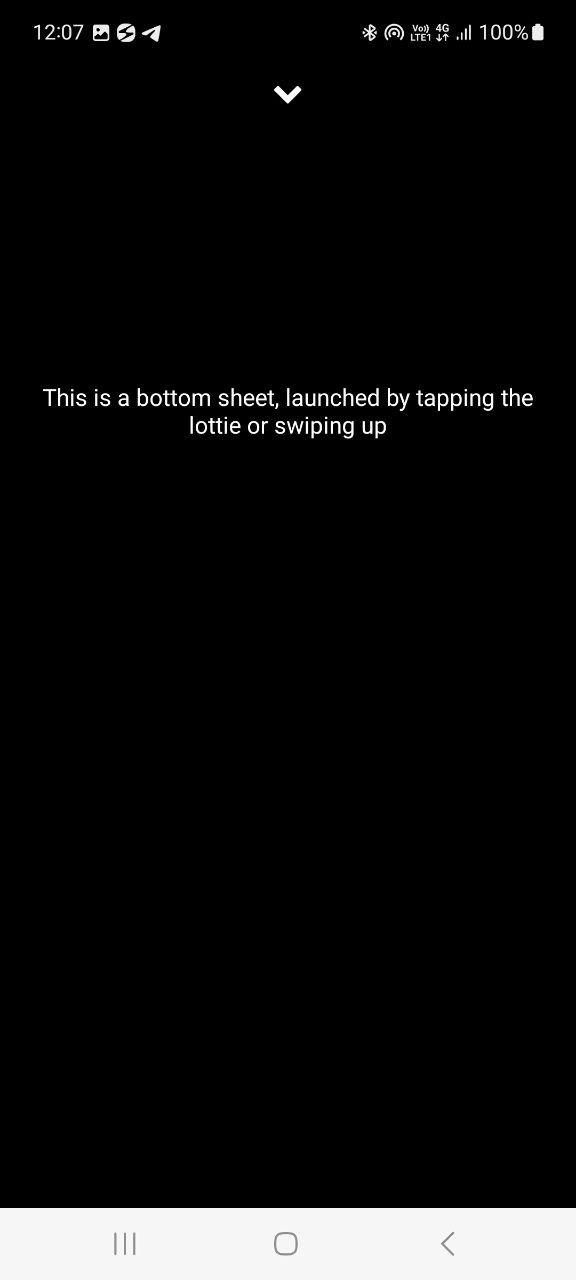 12:07
Vo)) LTE1 4G 100%
This is a bottom sheet, launched by tapping the
lottie or swiping up